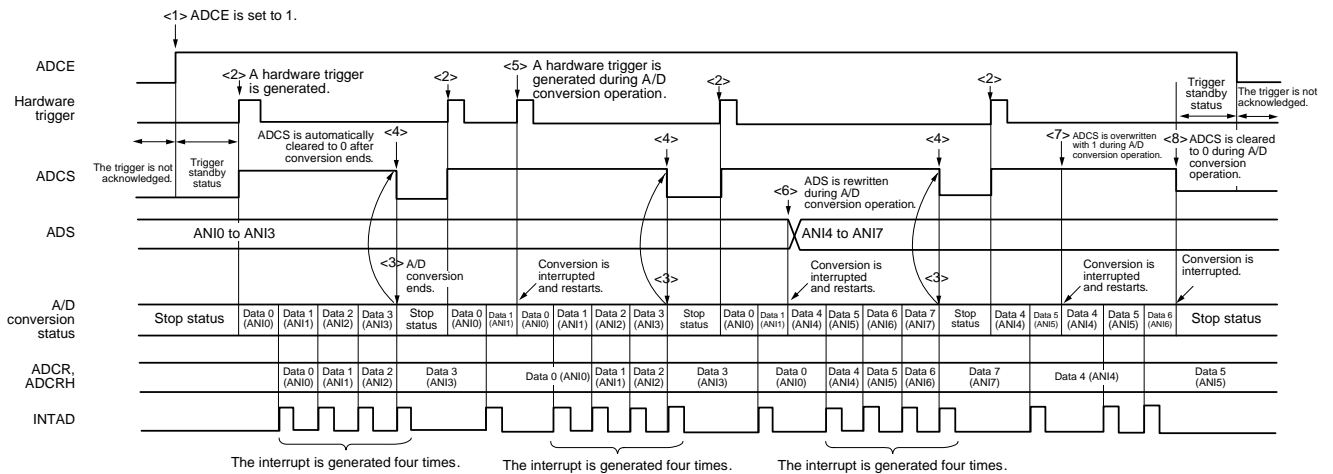 <1> ADCE is set to 1.
ADCE
<2> A hardware trigger
is generated.
<2>
<5> A hardware trigger is
generated during A/D
conversion operation.
<2>
<2>
Trigger
standby
status
The trigger is not
acknowledged.
Hardware
trigger
The trigger is not
acknowledged.
Trigger
standby
status
ADCS is automatically
cleared to 0 after
conversion ends.
<4>
<4>
<4>
<7> ADCS is overwritten
with 1 during A/D
conversion operation.
<8> ADCS is cleared
to 0 during A/D
conversion
operation.
ADCS
<6> ADS is rewritten
during A/D
conversion operation.
ADS
ANI0 to ANI3
ANI4 to ANI7
<3> A/D
conversion
ends.
Conversion is
interrupted
and restarts.
<3>
Conversion is
interrupted
and restarts.
<3>
Conversion is
interrupted
and restarts.
Conversion is
interrupted.
A/D
conversion
status
Stop status
Data 0
(ANI0)
Data 1
(ANI1)
Data 2
(ANI2)
Data 3
(ANI3)
Stop
status
Data 0
(ANI0)
Data 1
(ANI1)
Data 0
(ANI0)
Data 1
(ANI1)
Data 2
(ANI2)
Data 3
(ANI3)
Stop
status
Data 0
(ANI0)
Data 1
(ANI1)
Data 4
(ANI4)
Data 5
(ANI5)
Data 6
(ANI6)
Data 7
(ANI7)
Stop
status
Data 4
(ANI4)
Data 5
(ANI5)
Data 4
(ANI4)
Data 5
(ANI5)
Data 6
(ANI6)
Stop status
ADCR,
ADCRH
Data 0
(ANI0)
Data 1
(ANI1)
Data 2
(ANI2)
Data 3
(ANI3)
Data 0 (ANI0)
Data 1
(ANI1)
Data 2
(ANI2)
Data 3
(ANI3)
Data 0
(ANI0)
Data 4
(ANI4)
Data 5
(ANI5)
Data 6
(ANI6)
Data 7
(ANI7)
Data 4 (ANI4)
Data 5
(ANI5)
INTAD
The interrupt is generated four times.
The interrupt is generated four times.
The interrupt is generated four times.